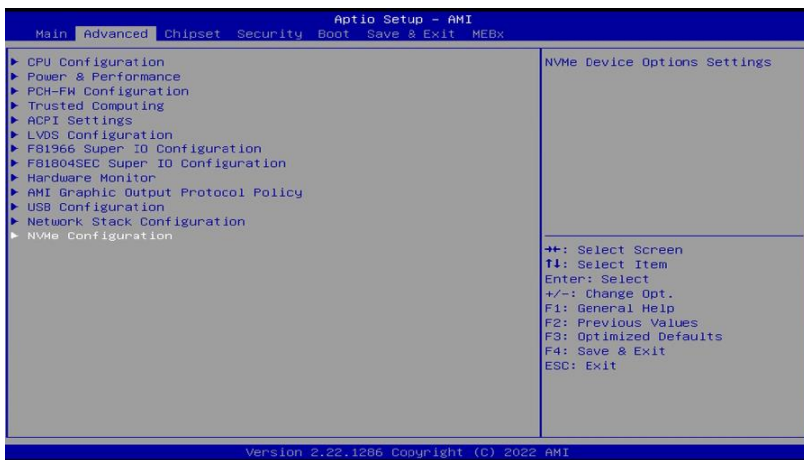 Aptio Setup – AMI
Main Advanced Chipset Security Boot Save & Exit MEBx
▶ CPU Configuration
▶ Power & Performance
▶ PCH-FW Configuration
▶ Trusted Computing
▶ ACPI Settings
▶ LVDS Configuration
▶ F81966 Super IO Configuration
▶ F81804SEC Super IO Configuration
▶ Hardware Monitor
▶ AMI Graphic Output Protocol Policy
▶ USB Configuration
▶ Network Stack Configuration
▶ NVMe Configuration
NVMe Device Options Settings
→←: Select Screen
↑↓: Select Item
Enter: Select
+/-: Change Opt.
F1: General Help
F2: Previous Values
F3: Optimized Defaults
F4: Save & Exit
ESC: Exit
Version 2.22.1286 Copyright (C) 2022 AMI